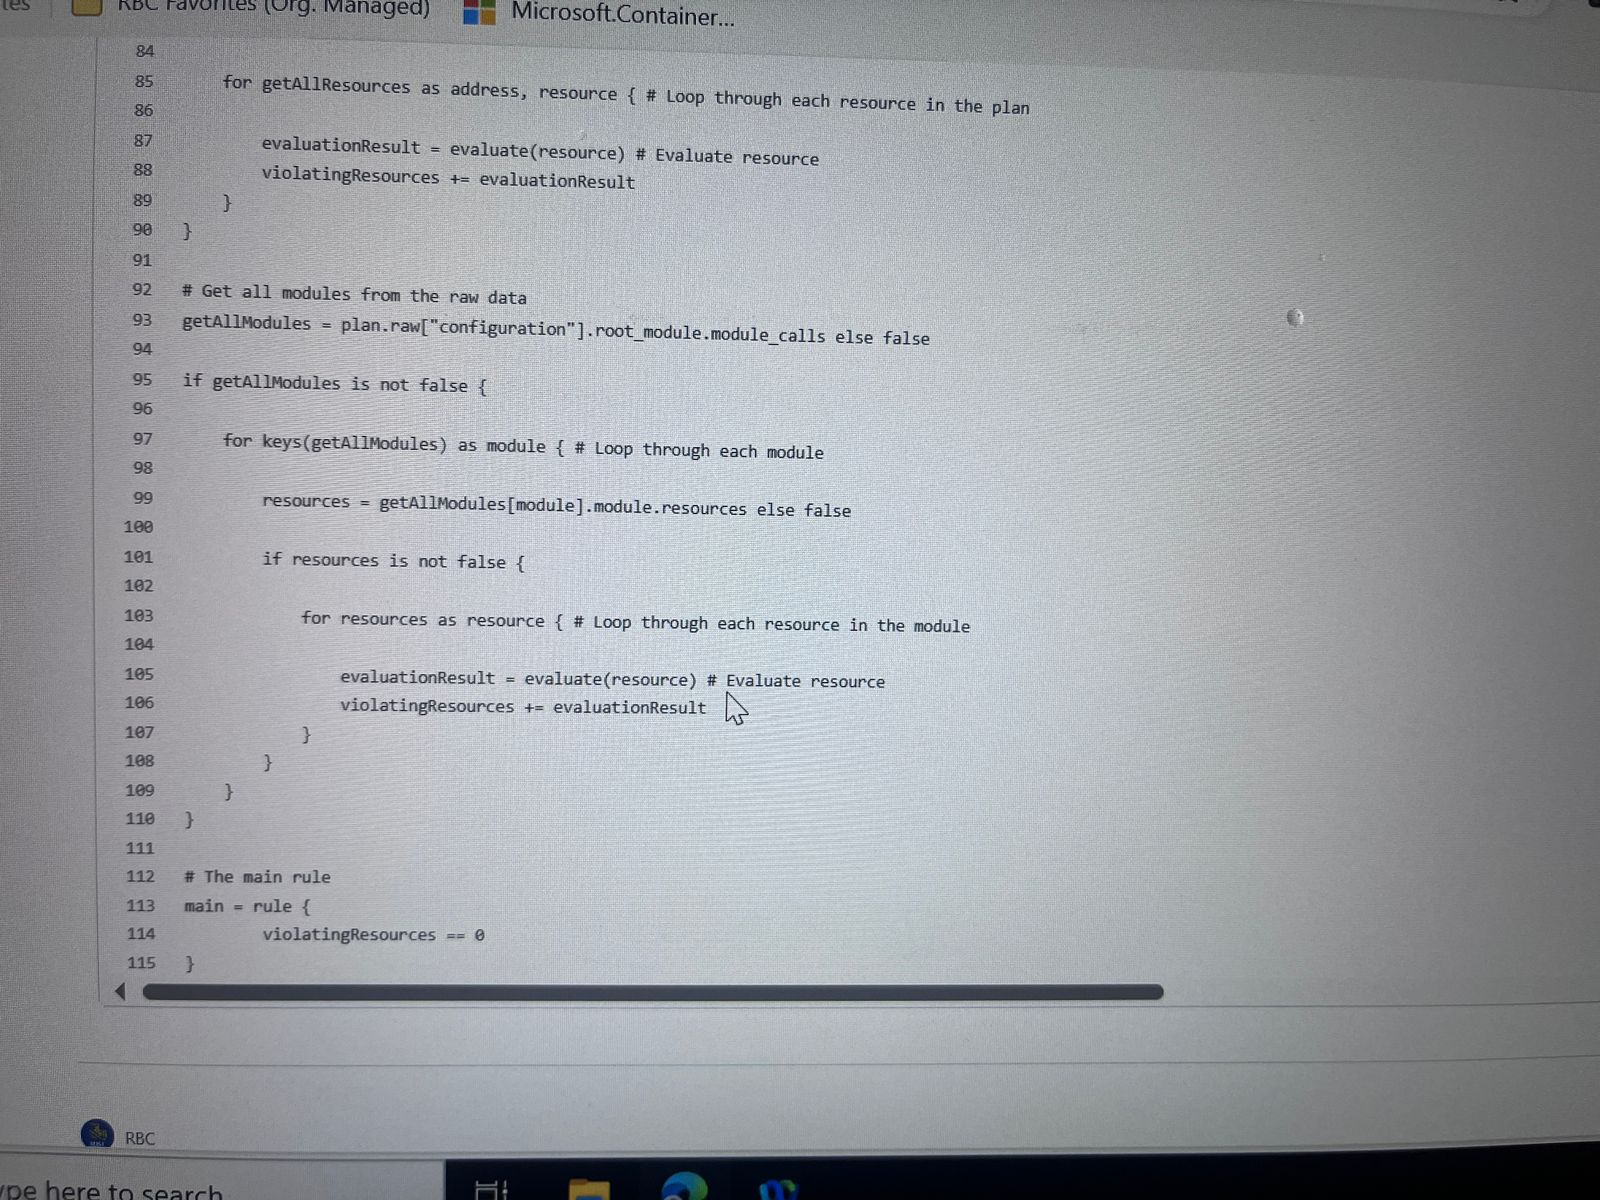 RBC Favorites (Org. Managed) Microsoft.Container...
84
85 for getAllResources as address, resource { # Loop through each resource in the plan
86
87 evaluationResult = evaluate(resource) # Evaluate resource
88 violatingResources += evaluationResult
89 }
90 }
91
92 # Get all modules from the raw data
93 getAllModules = plan.raw["configuration"].root_module.module_calls else false
94
95 if getAllModules is not false {
96
97 for keys(getAllModules) as module { # Loop through each module
98
99 resources = getAllModules[module].module.resources else false
100
101 if resources is not false {
102
103 for resources as resource { # Loop through each resource in the module
104
105 evaluationResult = evaluate(resource) # Evaluate resource
106 violatingResources += evaluationResult
107 }
108 }
109 }
110 }
111
112 # The main rule
113 main = rule {
114 violatingResources == 0
115 }
RBC
ype here to search